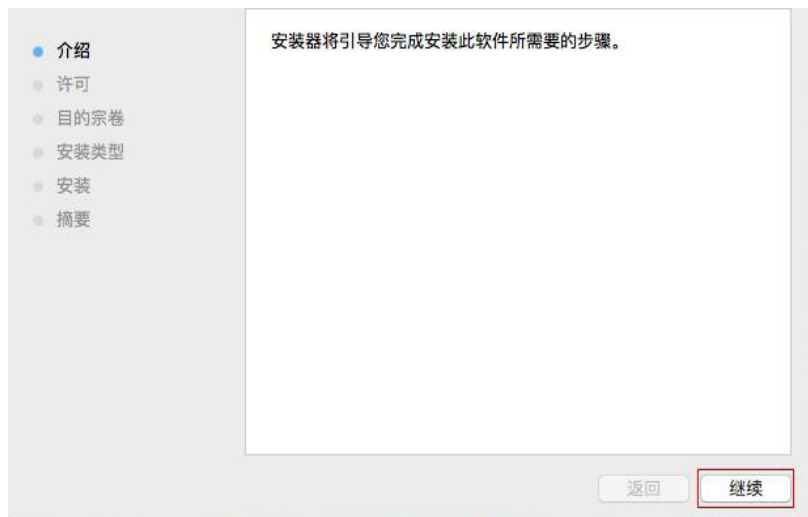 介绍
许可
目的宗卷
安装类型
安装
摘要
安装器将引导您完成安装此软件所需要的步骤。
返回
继续